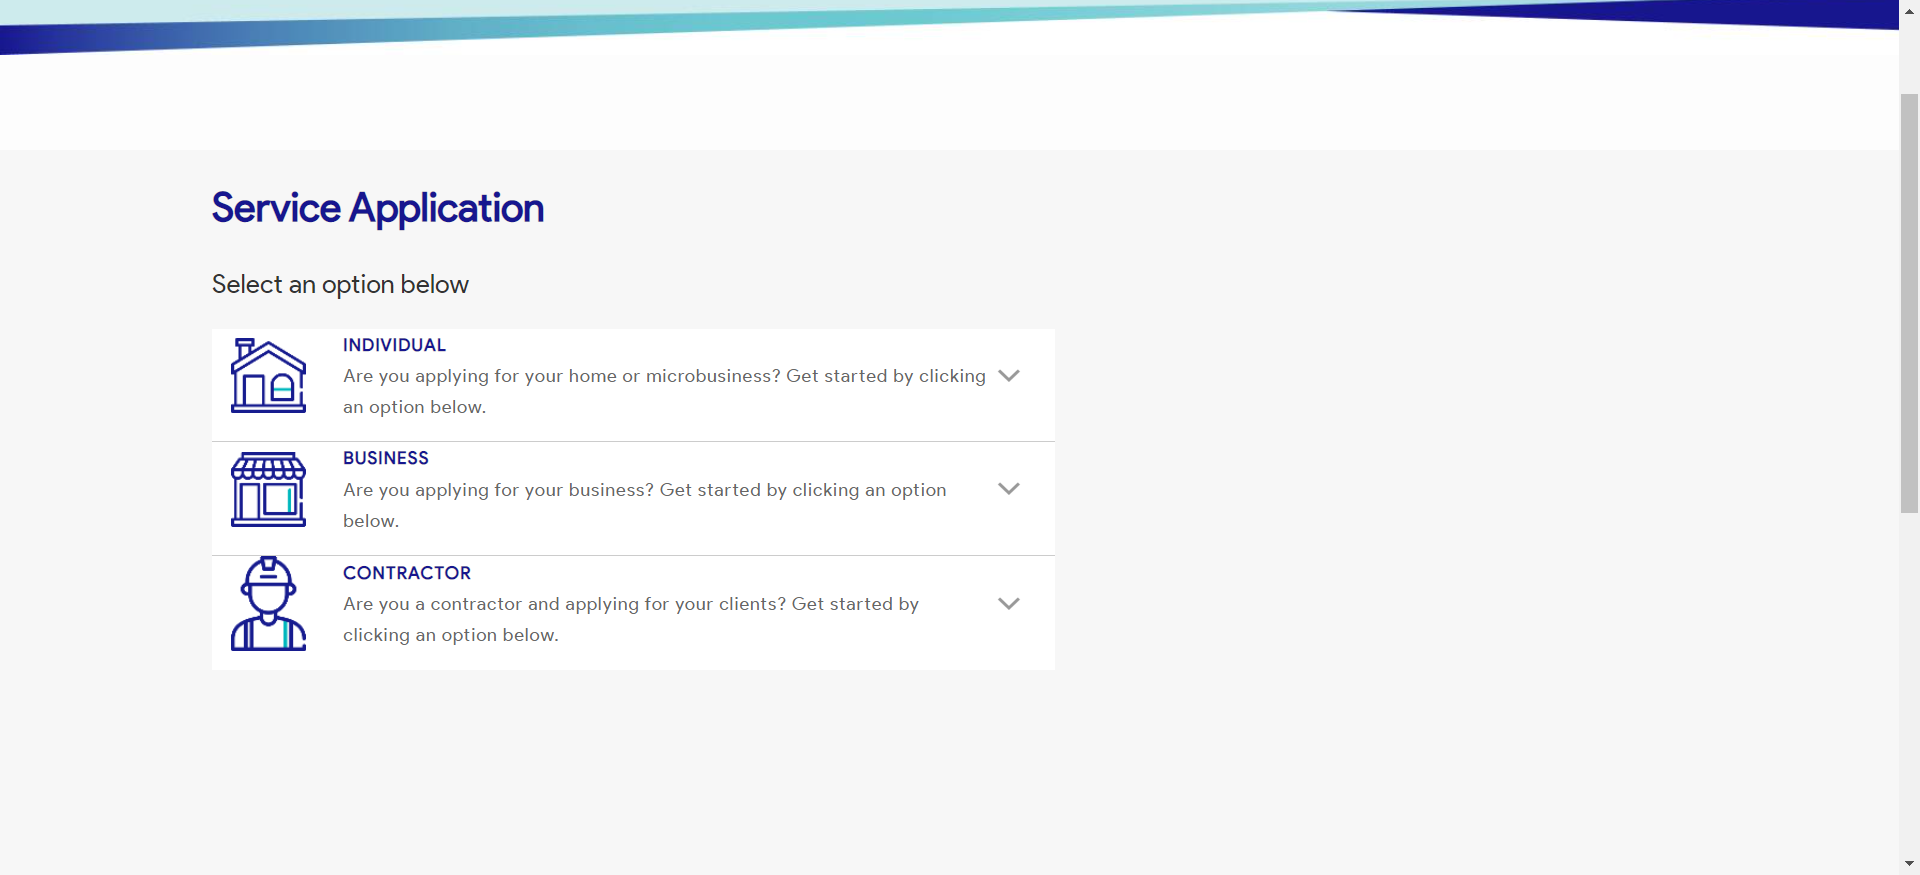 Service Application
Select an option below
INDIVIDUAL
Are you applying for your home or microbusiness? Get started by clicking
an option below.
BUSINESS
Are you applying for your business? Get started by clicking an option
below.
CONTRACTOR
Are you a contractor and applying for your clients? Get started by
clicking an option below.